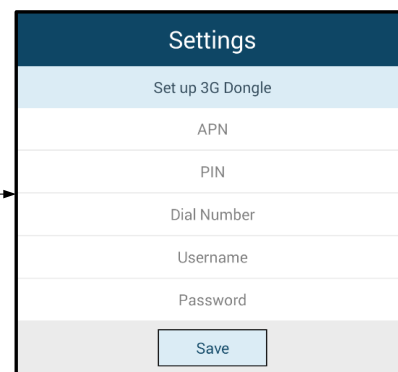 Settings
Set up 3G Dongle
APN
PIN
Dial Number
Username
Password
Save